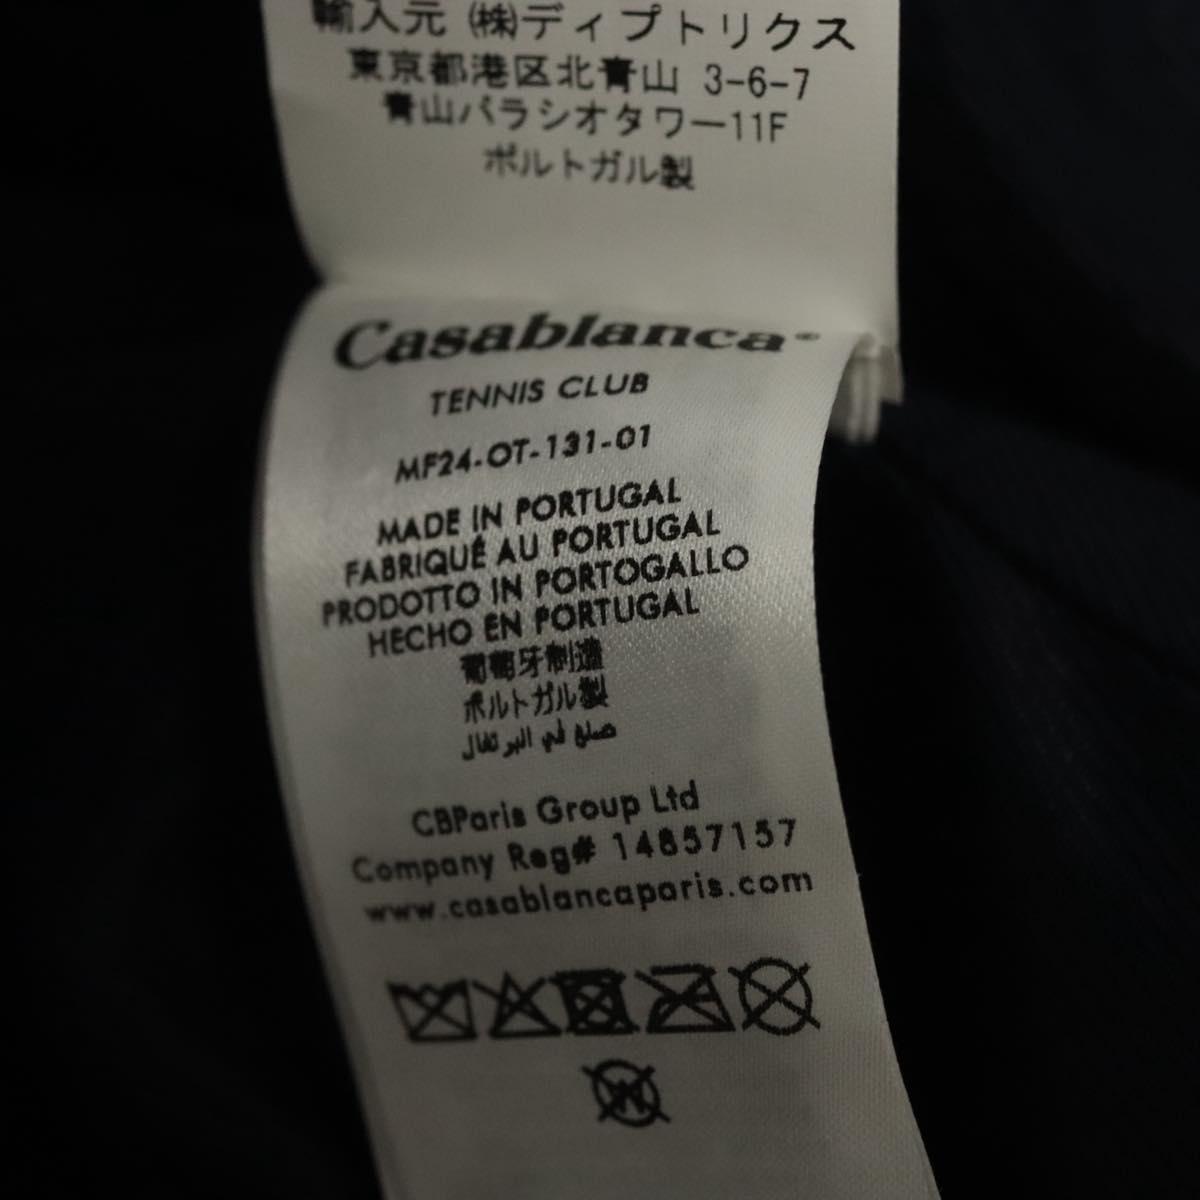 輸入元 ㈱ディプトリクス
東京都港区北青山 3-6-7
青山パラシオタワー11F
ポルトガル製
Casablanca®
TENNIS CLUB
MF24-OT-131-01
MADE IN PORTUGAL
FABRIQUÉ AU PORTUGAL
PRODOTTO IN PORTOGALLO
HECHO EN PORTUGAL
葡萄牙制造
ポルトガル製
صلع في البرتغال
CBParis Group Ltd
Company Reg# 14857157
www.casablancaparis.com
W